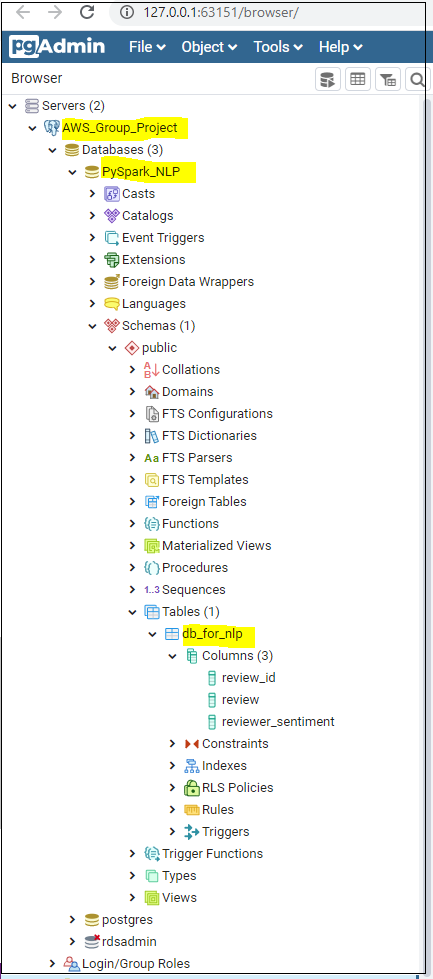 127.0.0.1:63151/browser/
pgAdmin File Object Tools Help
Browser
Servers (2)
AWS_Group_Project
Databases (3)
PySpark_NLP
Casts
Catalogs
Event Triggers
Extensions
Foreign Data Wrappers
Languages
Schemas (1)
public
Collations
Domains
FTS Configurations
FTS Dictionaries
Aa FTS Parsers
FTS Templates
Foreign Tables
Functions
Materialized Views
Procedures
1..3 Sequences
Tables (1)
db_for_nlp
Columns (3)
review_id
review
reviewer_sentiment
Constraints
Indexes
RLS Policies
Rules
Triggers
Trigger Functions
Types
Views
postgres
rdsadmin
Login/Group Roles